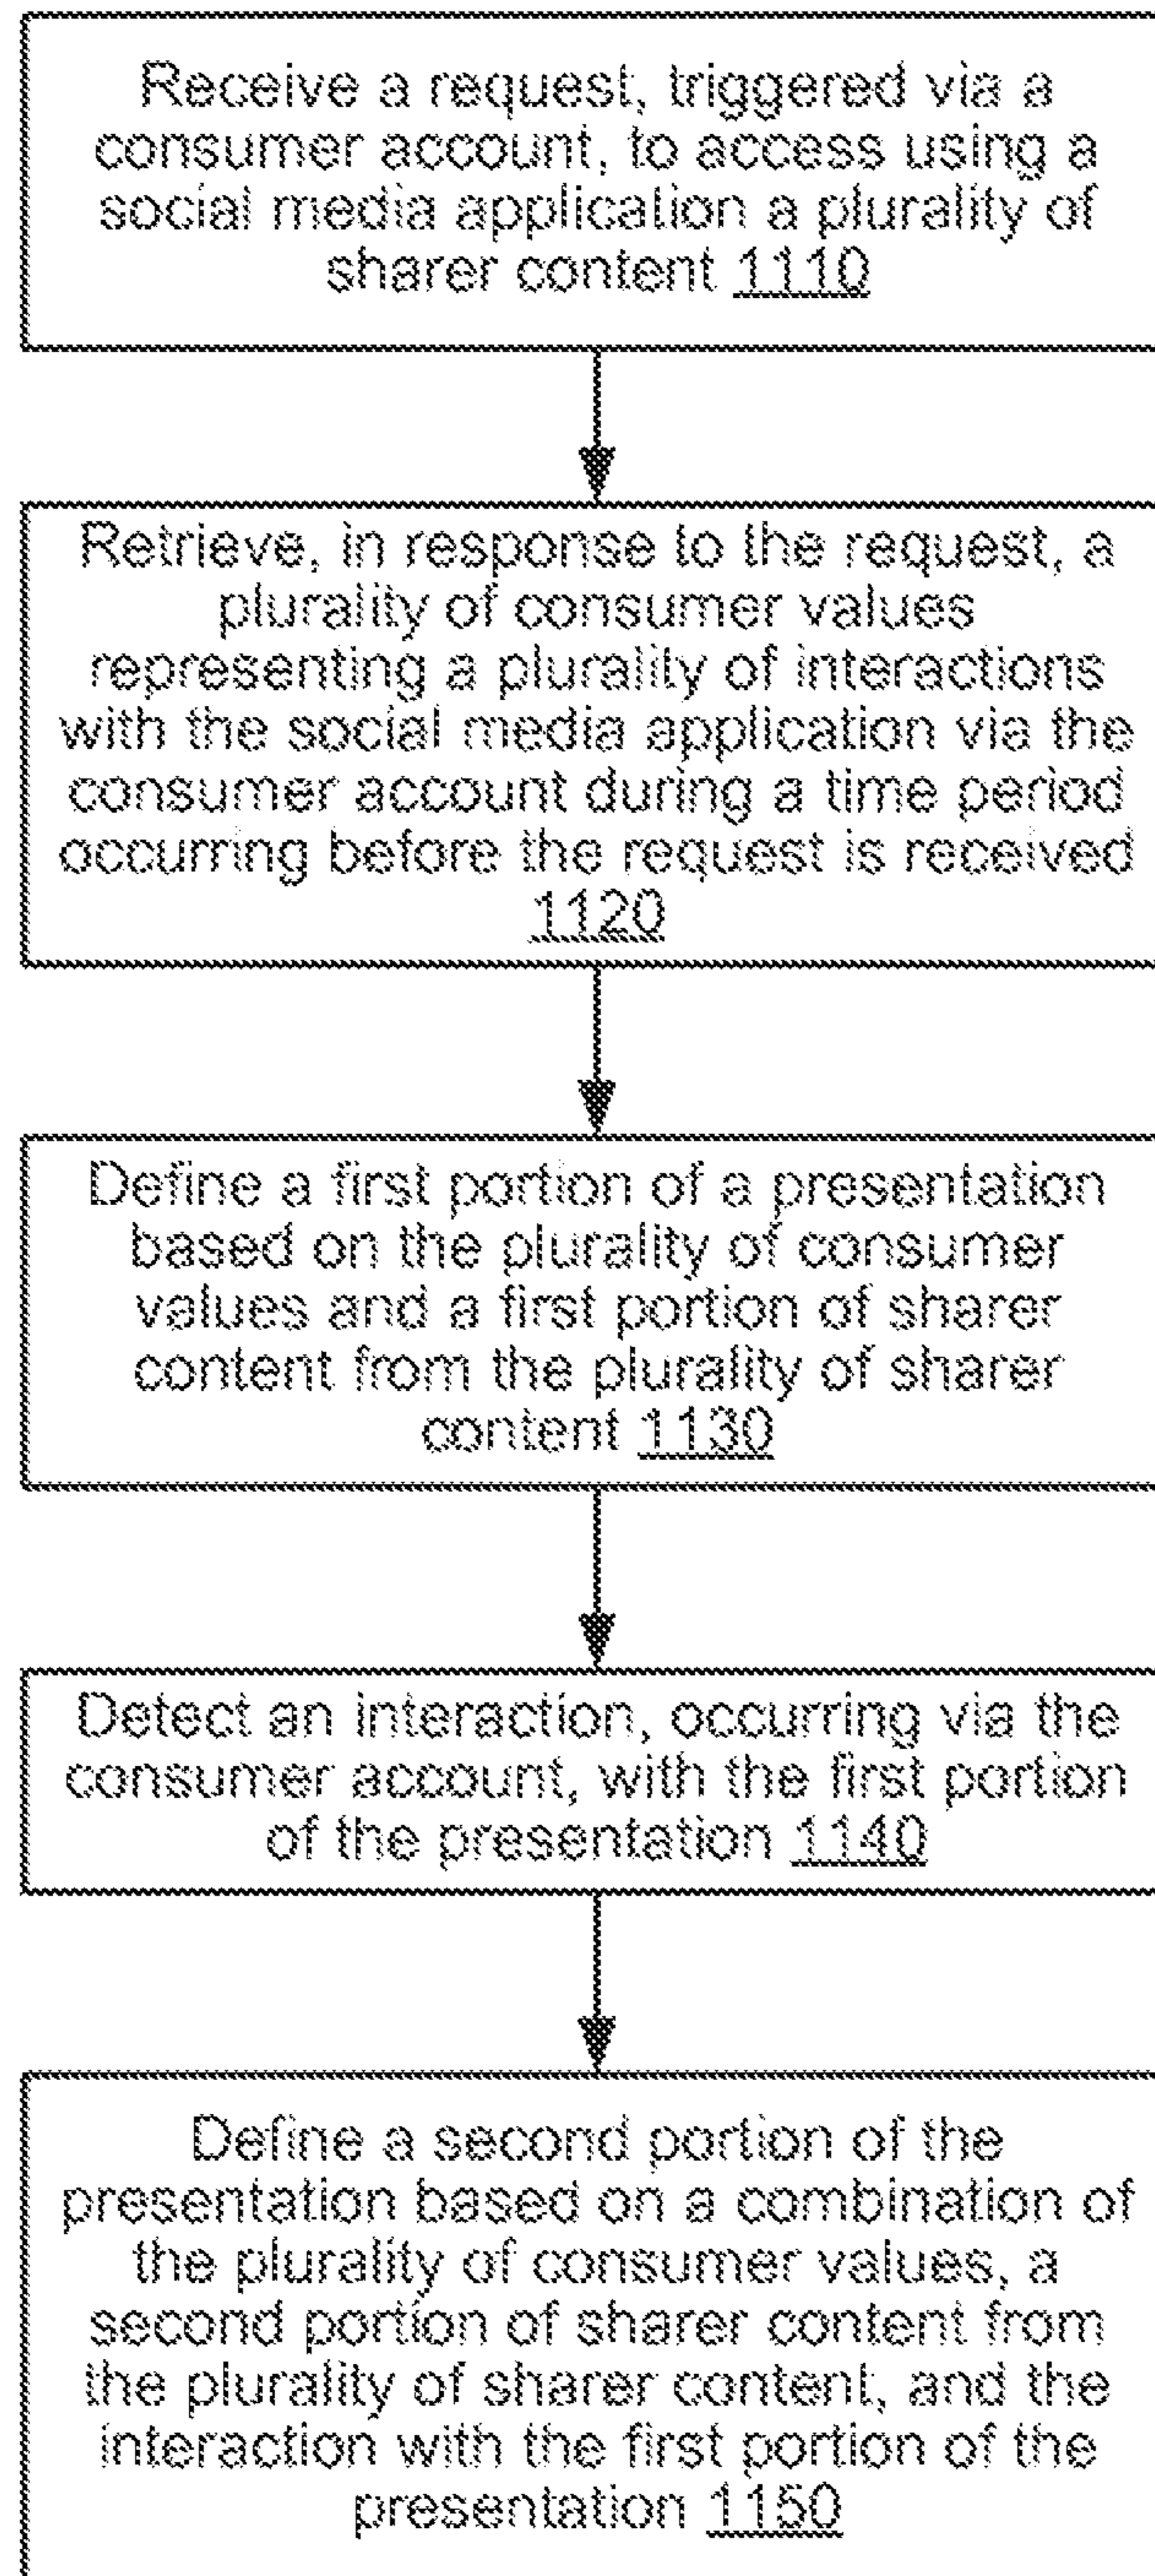 Receive a request, triggered via a
consumer account, to access using a
social media application a plurality of
sharer content 1110
Retrieve, in response to the request, a
plurality of consumer values
representing a plurality of interactions
with the social media application via the
consumer account during a time period
occurring before the request is received
1120
Define a first portion of a presentation
based on the plurality of consumer
values and a first portion of sharer
content from the plurality of sharer
content 1130
Detect an interaction, occurring via the
consumer account, with the first portion
of the presentation 1140
Define a second portion of the
presentation based on a combination of
the plurality of consumer values, a
second portion of sharer content from
the plurality of sharer content, and the
interaction with the first portion of the
presentation 1150